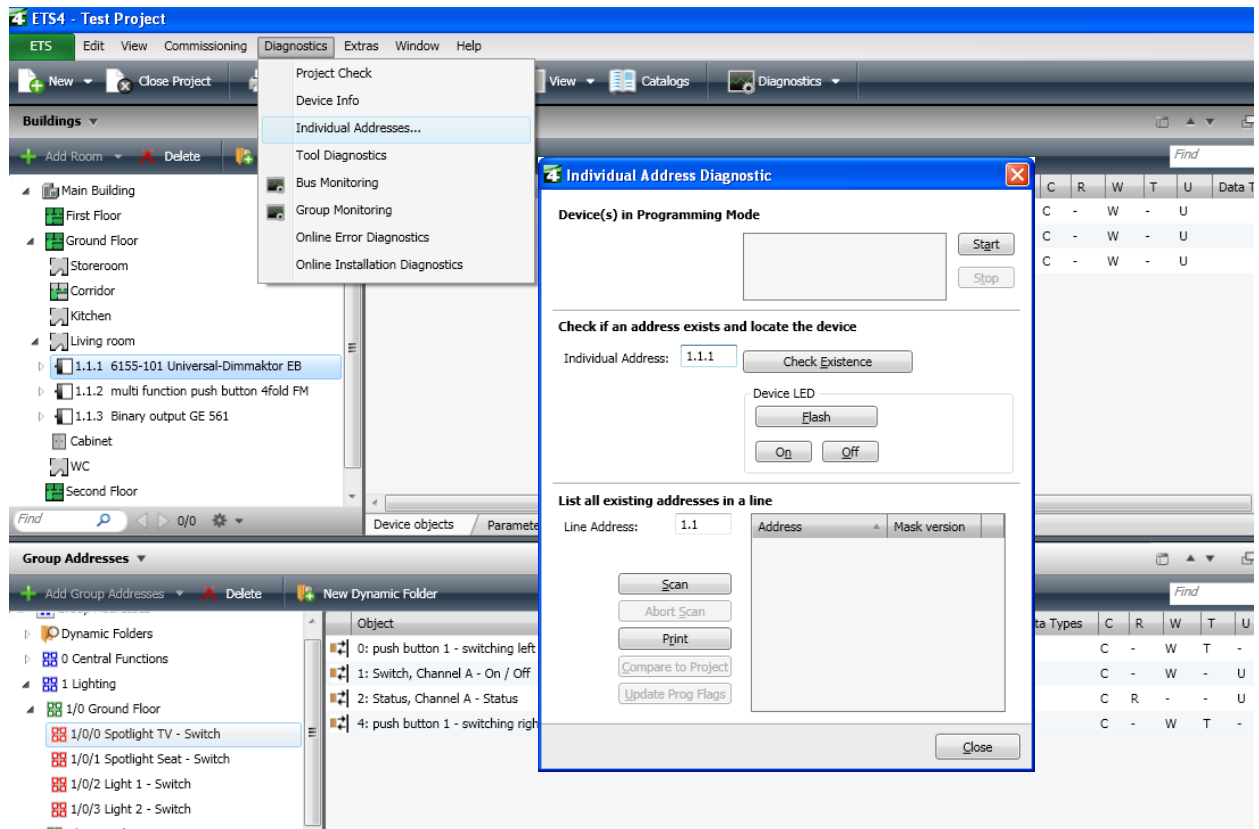 ETS4 - Test Project
ETS Edit View Commissioning Diagnostics Extras Window Help
New Close Project View Catalogs Diagnostics
Project Check
Device Info
Individual Addresses...
Tool Diagnostics
Bus Monitoring
Group Monitoring
Online Error Diagnostics
Online Installation Diagnostics
Buildings
Add Room Delete
Find
Main Building
First Floor
Ground Floor
Storeroom
Corridor
Kitchen
Living room
1.1.1 6155-101 Universal-Dimmaktor EB
1.1.2 multi function push button 4fold FM
1.1.3 Binary output GE 561
Cabinet
WC
Second Floor
Find 0/0
Device objects Paramete
C R W T U Data T
C - W - U
C - W - U
C - W - U
Individual Address Diagnostic
Device(s) in Programming Mode
Start
Stop
Check if an address exists and locate the device
Individual Address: 1.1.1 Check Existence
Device LED
Flash
On Off
List all existing addresses in a line
Line Address: 1.1 Address Mask version
Scan
Abort Scan
Print
Compare to Project
Update Prog Flags
Close
Group Addresses
Add Group Addresses Delete New Dynamic Folder
Find
Dynamic Folders
0 Central Functions
1 Lighting
1/0 Ground Floor
1/0/0 Spotlight TV - Switch
1/0/1 Spotlight Seat - Switch
1/0/2 Light 1 - Switch
1/0/3 Light 2 - Switch
Object ta Types C R W T U
0: push button 1 - switching left C - W T -
1: Switch, Channel A - On / Off C - W - U
2: Status, Channel A - Status C R - - U
4: push button 1 - switching righ C - W T -